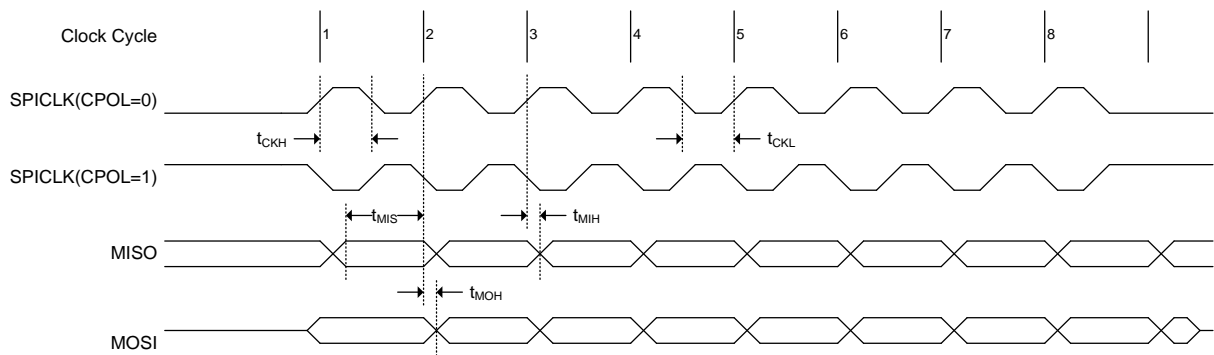 Clock Cycle 1 2 3 4 5 6 7 8
SPICLK(CPOL=0)
tCKH tCKL
SPICLK(CPOL=1)
tMIS tMIH
MISO
tMOH
MOSI